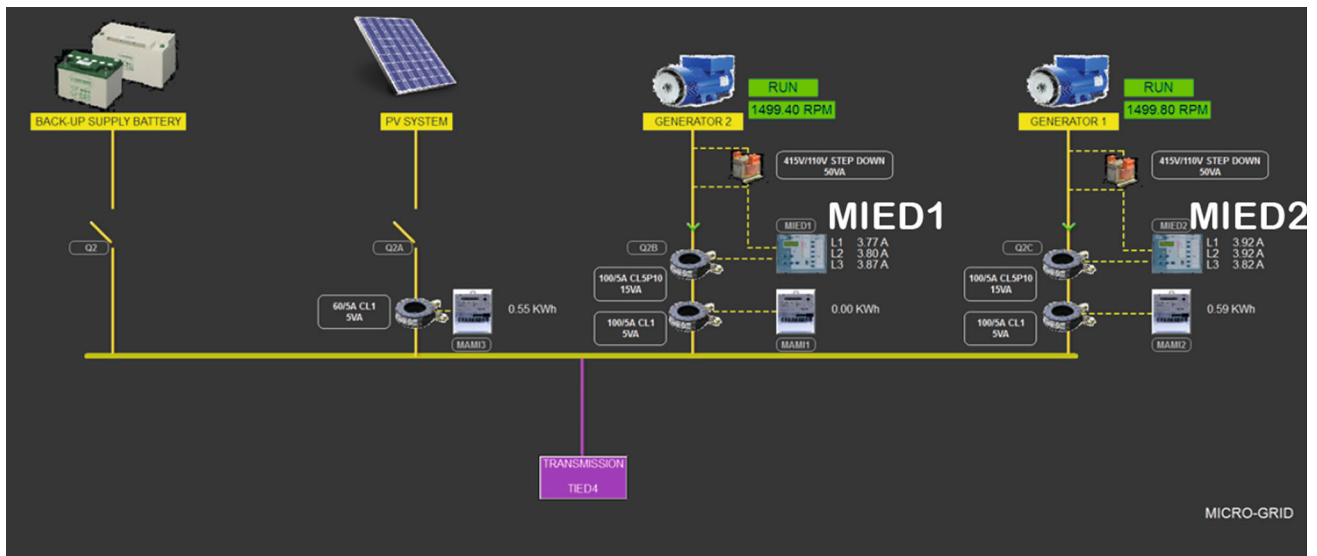 BACK-UP SUPPLY BATTERY
PV SYSTEM
GENERATOR 2
RUN
1499.40 RPM
GENERATOR 1
RUN
1499.80 RPM
415V/110V STEP DOWN
50VA
415V/110V STEP DOWN
50VA
MIED1
MIED2
Q2
Q2A
Q2B
MIED1
L1 3.77 A
L2 3.80 A
L3 3.87 A
Q2C
MIED2
L1 3.92 A
L2 3.92 A
L3 3.82 A
100/5A CL5P10
15VA
100/5A CL5P10
15VA
60/5A CL1
5VA
0.55 KWh
MAMI3
100/5A CL1
5VA
0.00 KWh
MAMI1
100/5A CL1
5VA
0.59 KWh
MAMI2
TRANSMISSION
TIED4
MICRO-GRID